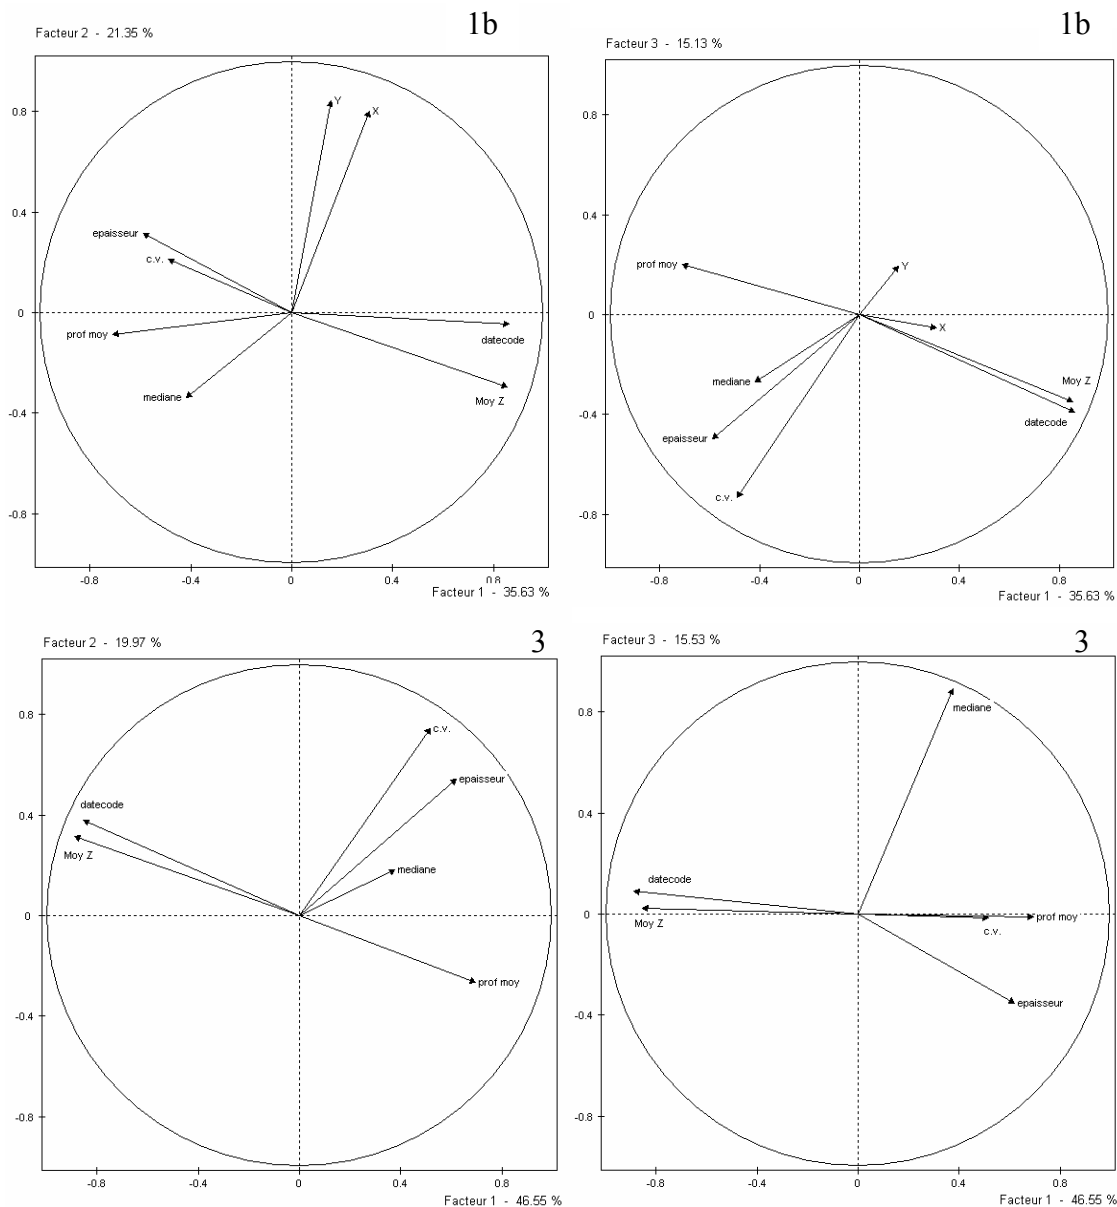 1b
Facteur 2 - 21.35 %
0.8
0.4
0
-0.4
-0.8
Y
X
epaisseur
c.v.
prof moy
datecode
mediane
Moy Z
-0.8
-0.4
0
0.4
0.8
Facteur 1 - 35.63 %
1b
Facteur 3 - 15.13 %
0.8
0.4
0
-0.4
-0.8
prof moy
Y
X
mediane
Moy Z
epaisseur
datecode
c.v.
-0.8
-0.4
0
0.4
0.8
Facteur 1 - 35.63 %
3
Facteur 2 - 19.97 %
0.8
0.4
0
-0.4
-0.8
c.v.
epaisseur
datecode
Moy Z
mediane
prof moy
-0.8
-0.4
0
0.4
0.8
Facteur 1 - 46.55 %
3
Facteur 3 - 15.53 %
0.8
0.4
0
-0.4
-0.8
mediane
datecode
Moy Z
prof moy
c.v.
epaisseur
-0.8
-0.4
0
0.4
0.8
Facteur 1 - 46.55 %